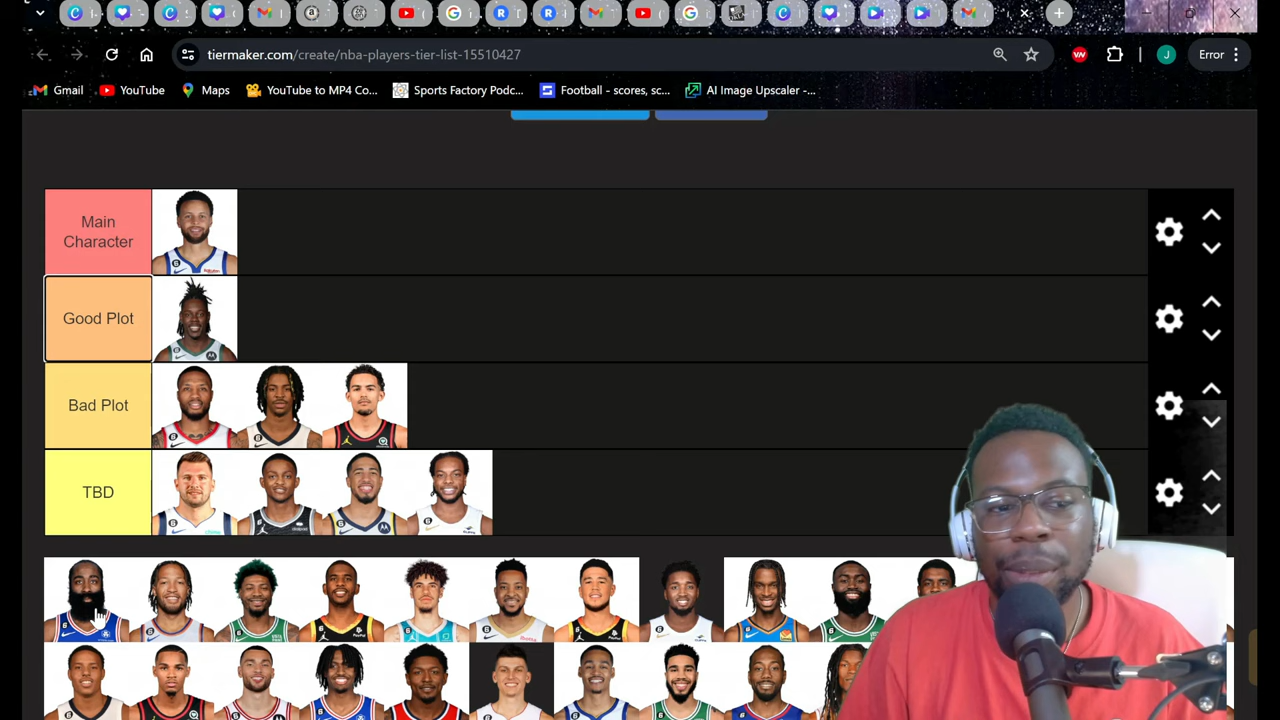 tiermaker.com/create/nba-players-tier-list-15510427
Error
Gmail
YouTube
Maps
YouTube to MP4 Co...
Sports Factory Podc...
Football - scores, sc...
AI Image Upscaler -...
Main
Character
Good Plot
Bad Plot
TBD